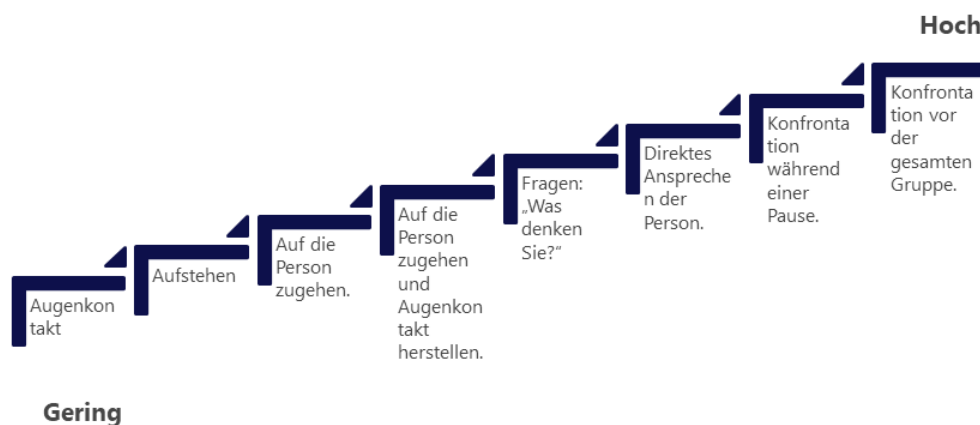 Hoch
Augenkon
takt
Aufstehen
Auf die
Person
zugehen.
Auf die
Person
zugehen
und
Augenkon
takt
herstellen.
Fragen:
„Was
denken
Sie?“
Direktes
Anspreche
n der
Person.
Konfronta
tion
während
einer
Pause.
Konfronta
tion vor
der
gesamten
Gruppe.
Gering